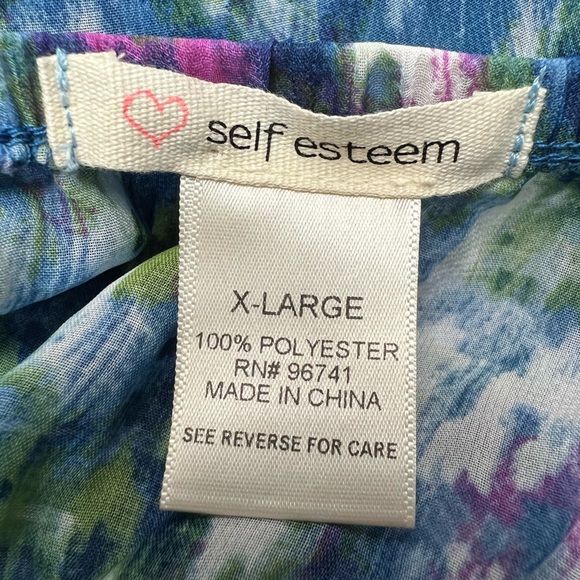 self esteem
X-LARGE
100% POLYESTER
RN# 96741
MADE IN CHINA
SEE REVERSE FOR CARE